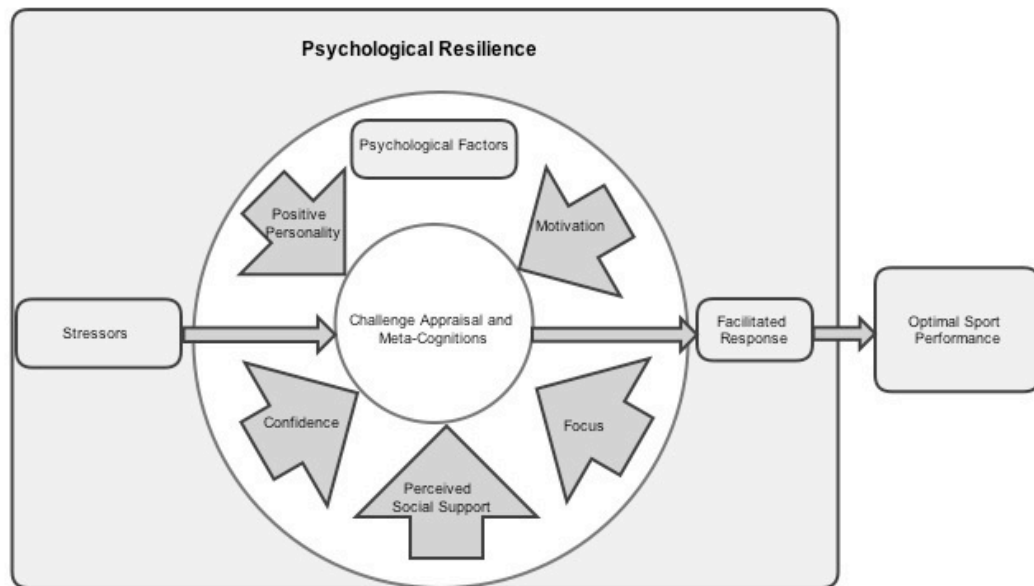 Psychological Resilience
Psychological Factors
Positive
Personality
Motivation
Stressors
Challenge Appraisal and
Meta-Cognitions
Facilitated
Response
Optimal Sport
Performance
Confidence
Focus
Perceived
Social Support